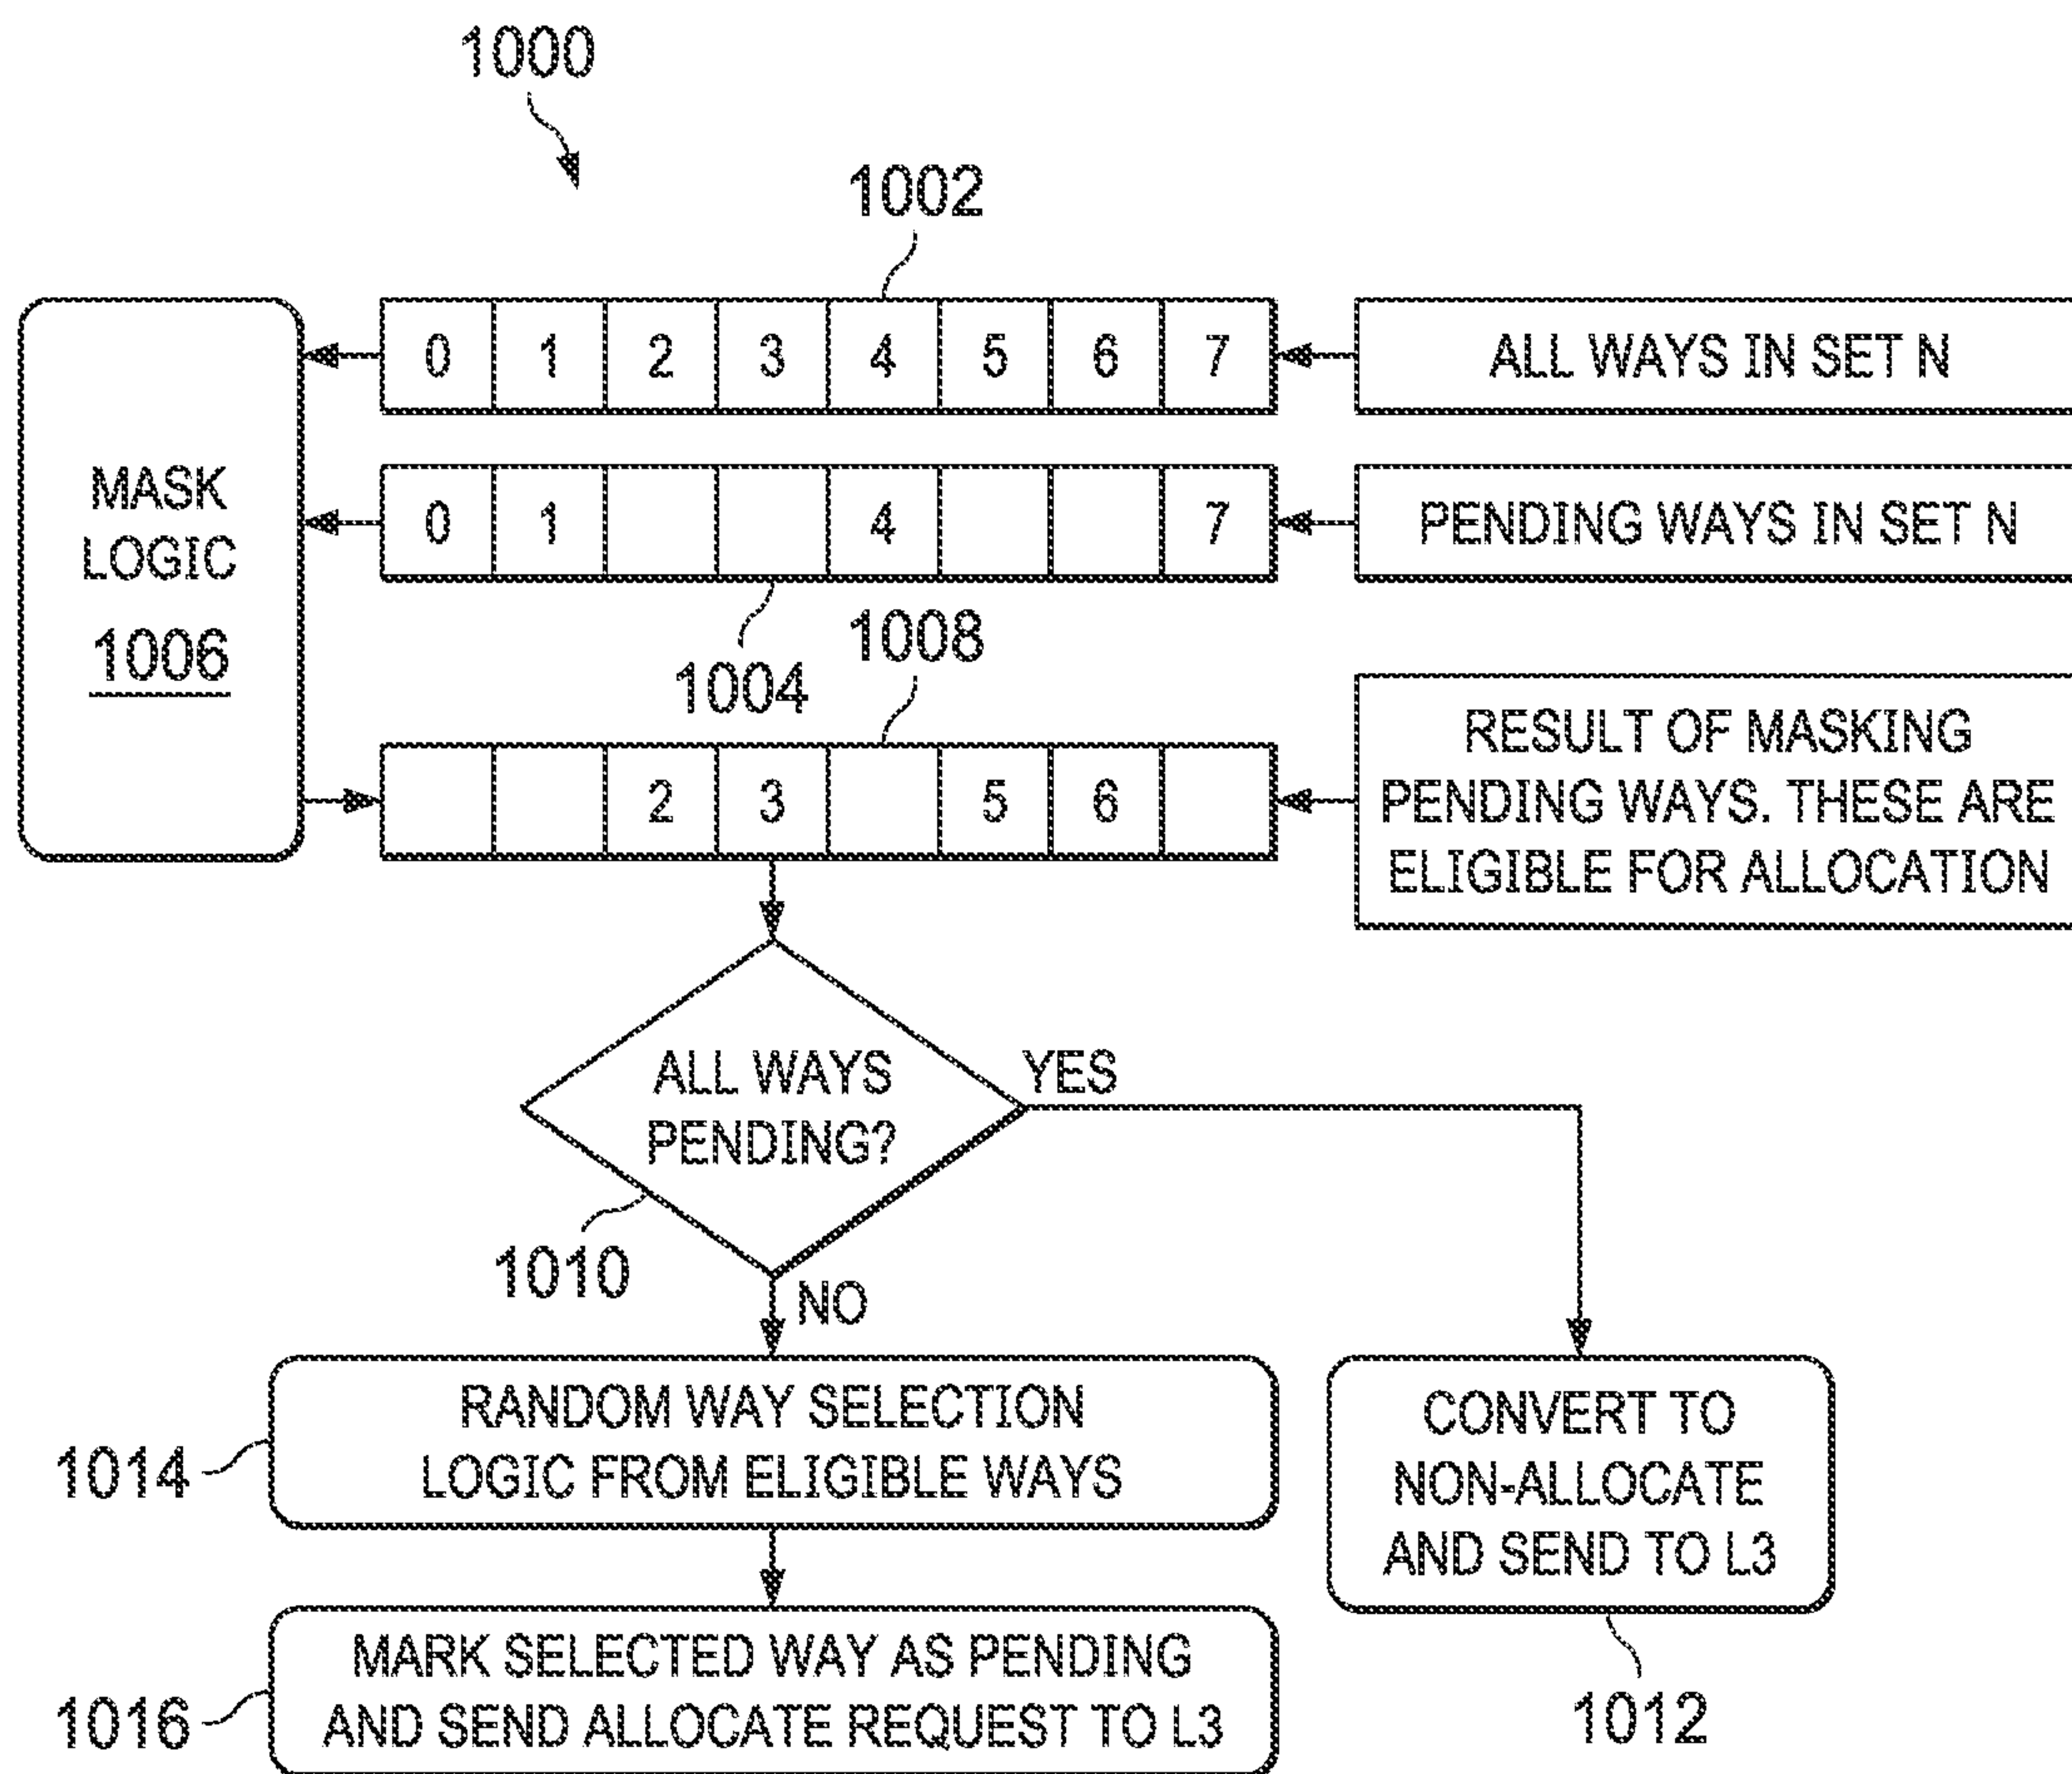 1000
1002
0 1 2 3 4 5 6 7
ALL WAYS IN SET N
MASK
LOGIC
1006
0 1 4 7
PENDING WAYS IN SET N
1004
1008
2 3 5 6
RESULT OF MASKING
PENDING WAYS. THESE ARE
ELIGIBLE FOR ALLOCATION
ALL WAYS
PENDING?
YES
1010
NO
RANDOM WAY SELECTION
LOGIC FROM ELIGIBLE WAYS
1014
CONVERT TO
NON-ALLOCATE
AND SEND TO L3
1012
MARK SELECTED WAY AS PENDING
AND SEND ALLOCATE REQUEST TO L3
1016